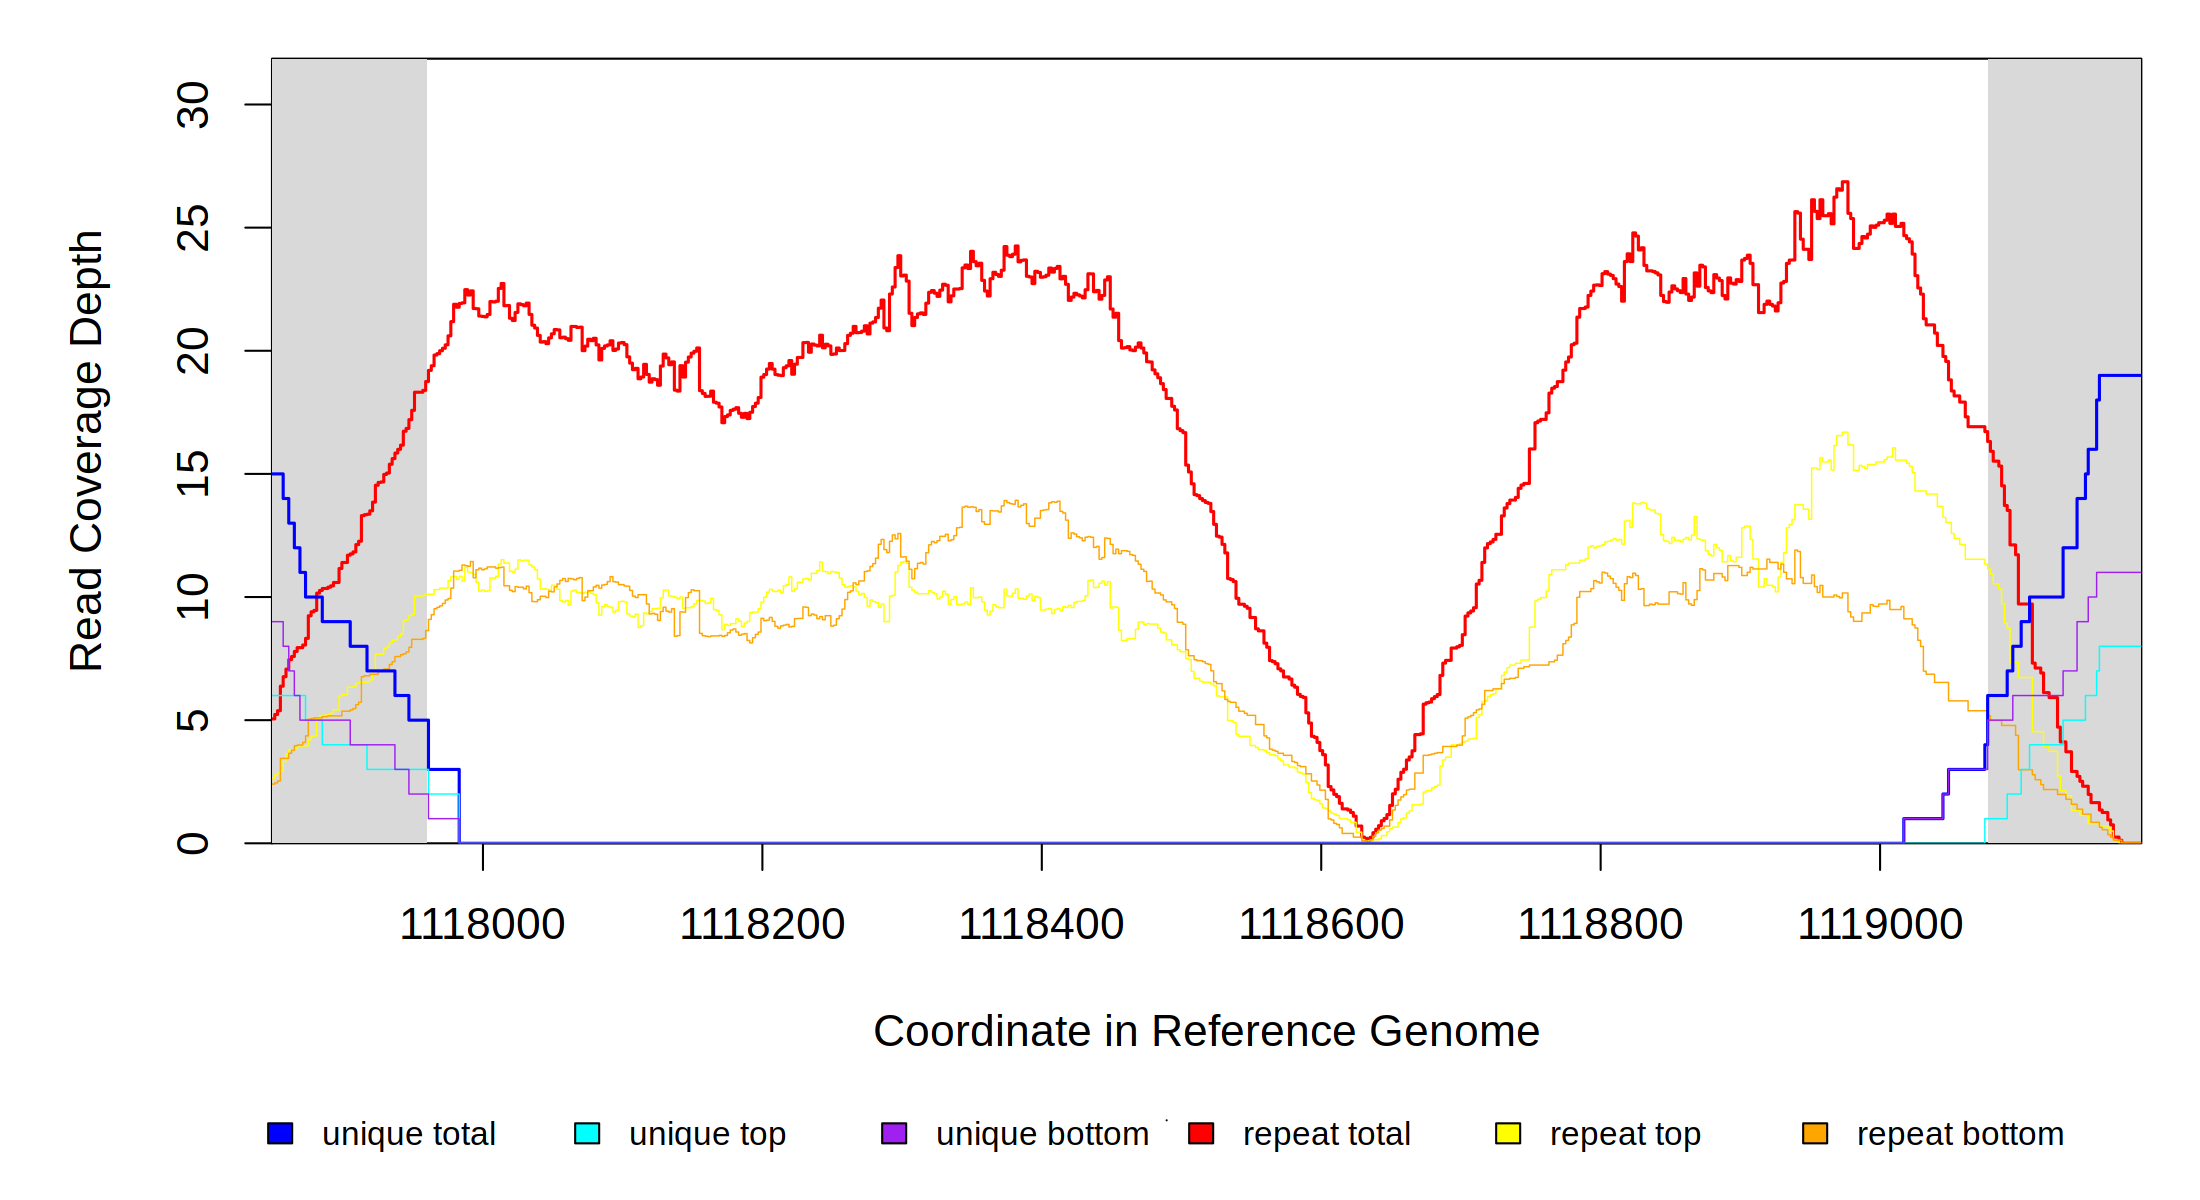 Read Coverage Depth
30
25
20
15
10
5
0
1118000 1118200 1118400 1118600 1118800 1119000
Coordinate in Reference Genome
unique total unique top unique bottom repeat total repeat top repeat bottom